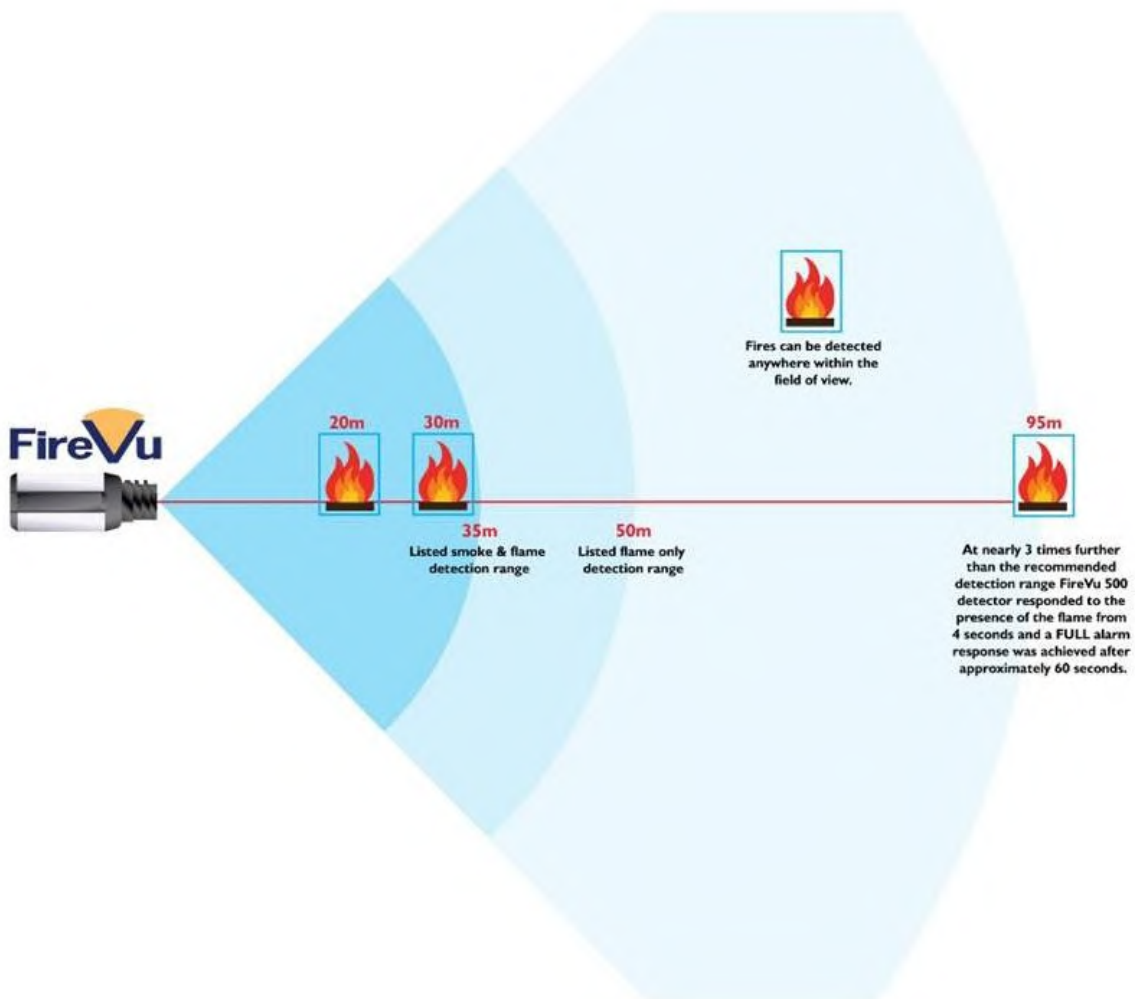 Fires can be detected
anywhere within the
field of view.
FireVu
20m
30m
95m
35m
Listed smoke & flame
detection range
50m
Listed flame only
detection range
At nearly 3 times further
than the recommended
detection range FireVu 500
detector responded to the
presence of the flame from
4 seconds and a FULL alarm
response was achieved after
approximately 60 seconds.